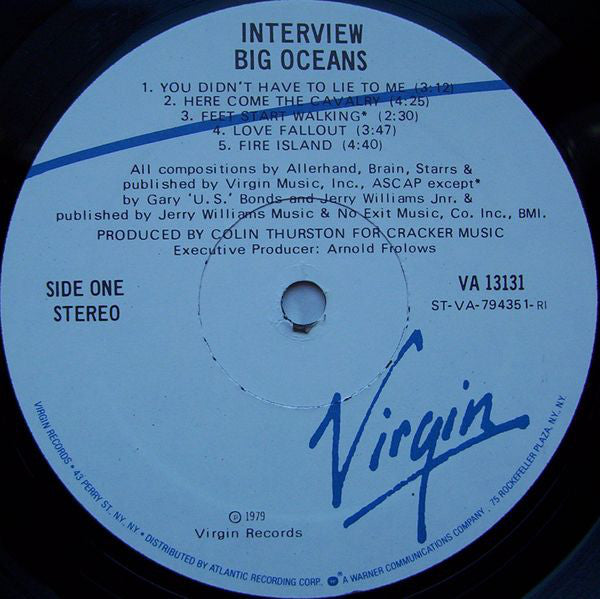 INTERVIEW
BIG OCEANS
1. YOU DIDN'T HAVE TO LIE TO ME (3:12)
2. HERE COME THE CAVALRY (4:25)
3. FEET START WALKING* (2:30)
4. LOVE FALLOUT (3:47)
5. FIRE ISLAND (4:40)
All compositions by Allerhand, Brain, Starrs &
published by Virgin Music, Inc., ASCAP except*
by Gary 'U.S.' Bonds and Jerry Williams Jnr. &
published by Jerry Williams Music & No Exit Music, Co. Inc., BMI.
PRODUCED BY COLIN THURSTON FOR CRACKER MUSIC
Executive Producer: Arnold Frolows
SIDE ONE
STEREO
VA 13131
ST-VA-794351-RI
Virgin
℗ 1979
Virgin Records
VIRGIN RECORDS • 43 PERRY ST. NY. NY. • DISTRIBUTED BY ATLANTIC RECORDING CORP. ® A WARNER COMMUNICATIONS COMPANY . 75 ROCKEFELLER PLAZA, NY. NY.